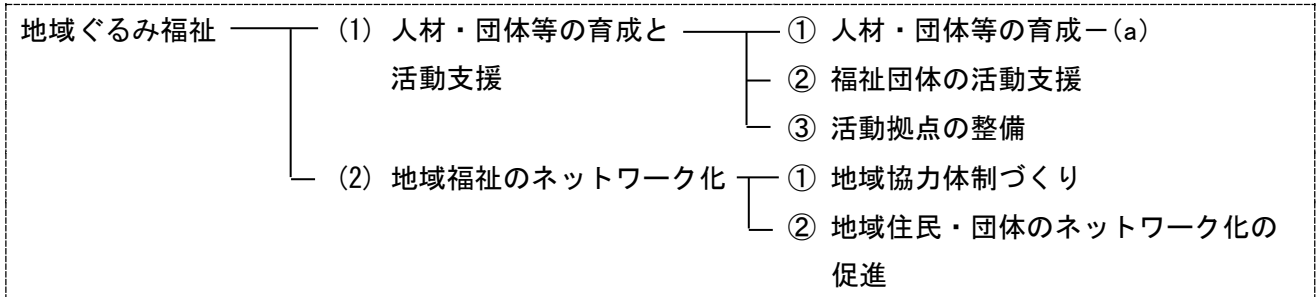 地域ぐるみ福祉 (1) 人材・団体等の育成と ① 人材・団体等の育成－(a)
活動支援 ② 福祉団体の活動支援
③ 活動拠点の整備
(2) 地域福祉のネットワーク化 ① 地域協力体制づくり
② 地域住民・団体のネットワーク化の
促進